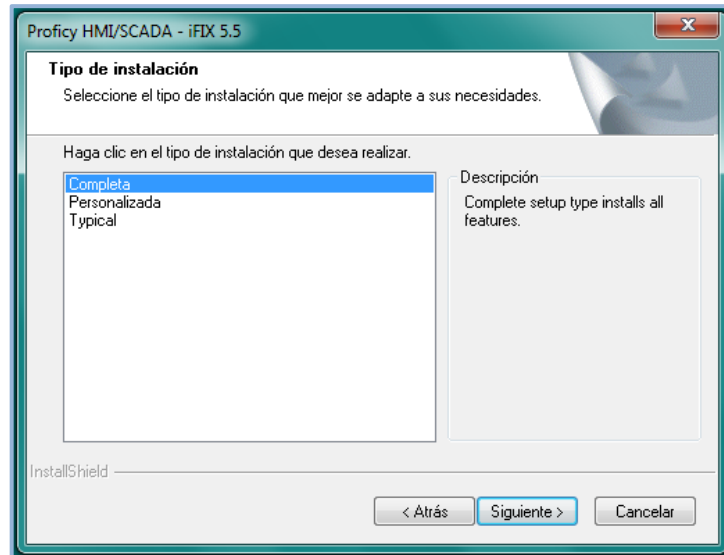 Proficy HMI/SCADA - iFIX 5.5
Tipo de instalación
Seleccione el tipo de instalación que mejor se adapte a sus necesidades.
Haga clic en el tipo de instalación que desea realizar.
Completa
Personalizada
Typical
Descripción
Complete setup type installs all
features.
InstallShield
< Atrás
Siguiente >
Cancelar